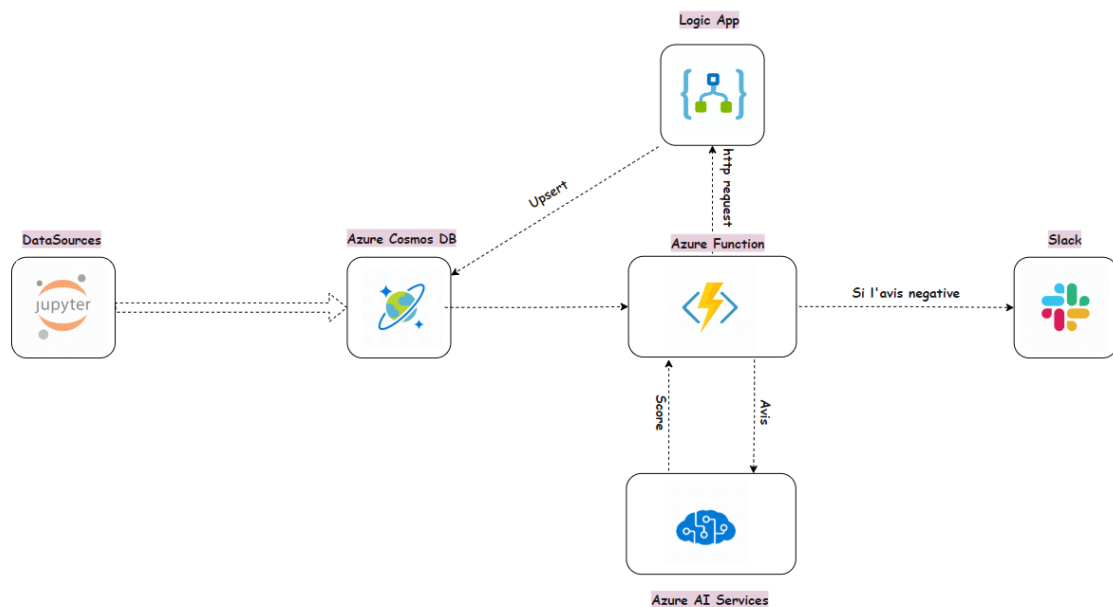 Logic App
http request
Upsert
DataSources
Azure Cosmos DB
Azure Function
Slack
jupyter
Si l'avis negative
Score
Avis
Azure AI Services